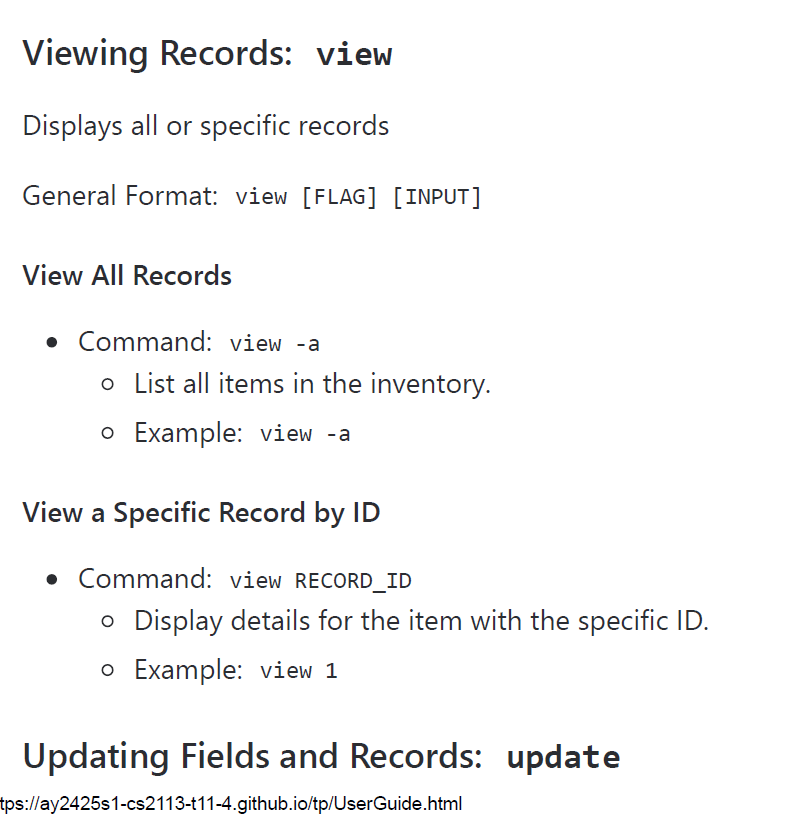 Viewing Records: view
Displays all or specific records
General Format: view [FLAG] [INPUT]
View All Records
Command: view -a
List all items in the inventory.
Example: view -a
View a Specific Record by ID
Command: view RECORD_ID
Display details for the item with the specific ID.
Example: view 1
Updating Fields and Records: update
tps://ay2425s1-cs2113-t11-4.github.io/tp/UserGuide.html